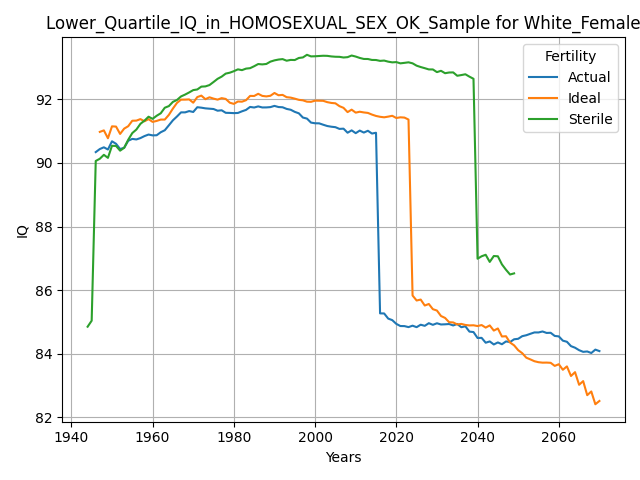 Lower_Quartile_IQ_in_HOMOSEXUAL_SEX_OK_Sample for White_Female
Fertility
Actual
Ideal
Sterile
IQ
92
90
88
86
84
82
1940
1960
1980
2000
2020
2040
2060
Years